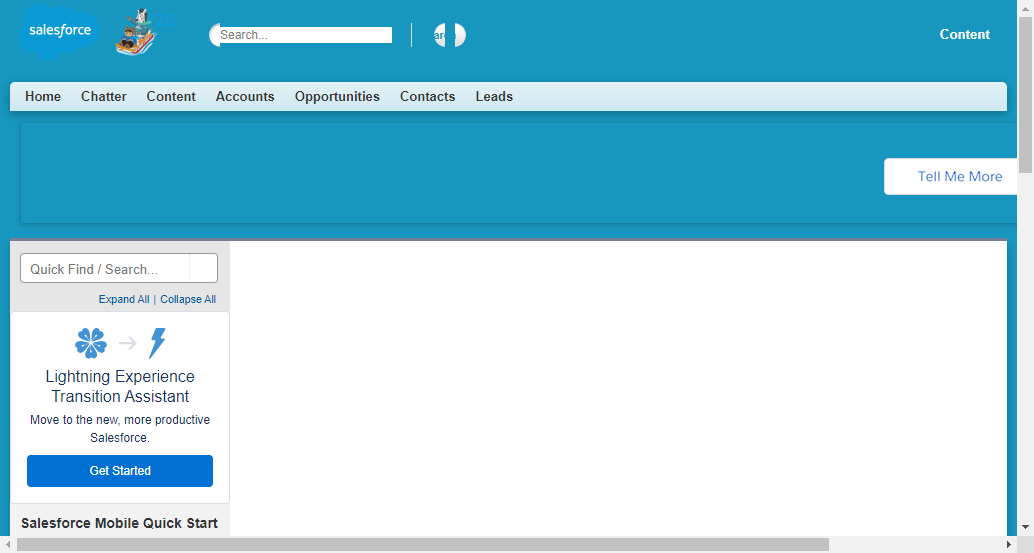 salesforce
25
Search...
Content
Home Chatter Content Accounts Opportunities Contacts Leads
Tell Me More
Quick Find / Search...
Expand All | Collapse All
Lightning Experience
Transition Assistant
Move to the new, more productive
Salesforce.
Get Started
Salesforce Mobile Quick Start